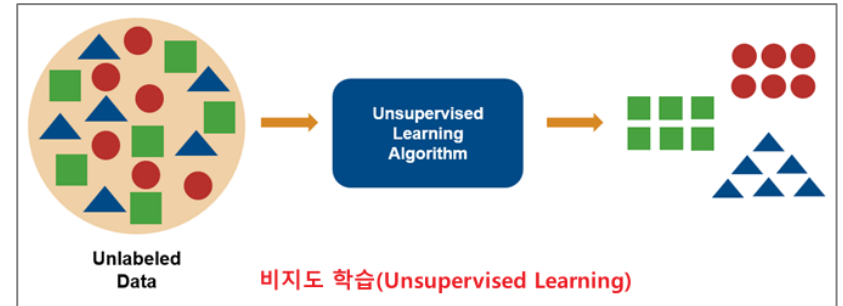 Unsupervised
Learning
Algorithm
Unlabeled
Data
비지도 학습(Unsupervised Learning)